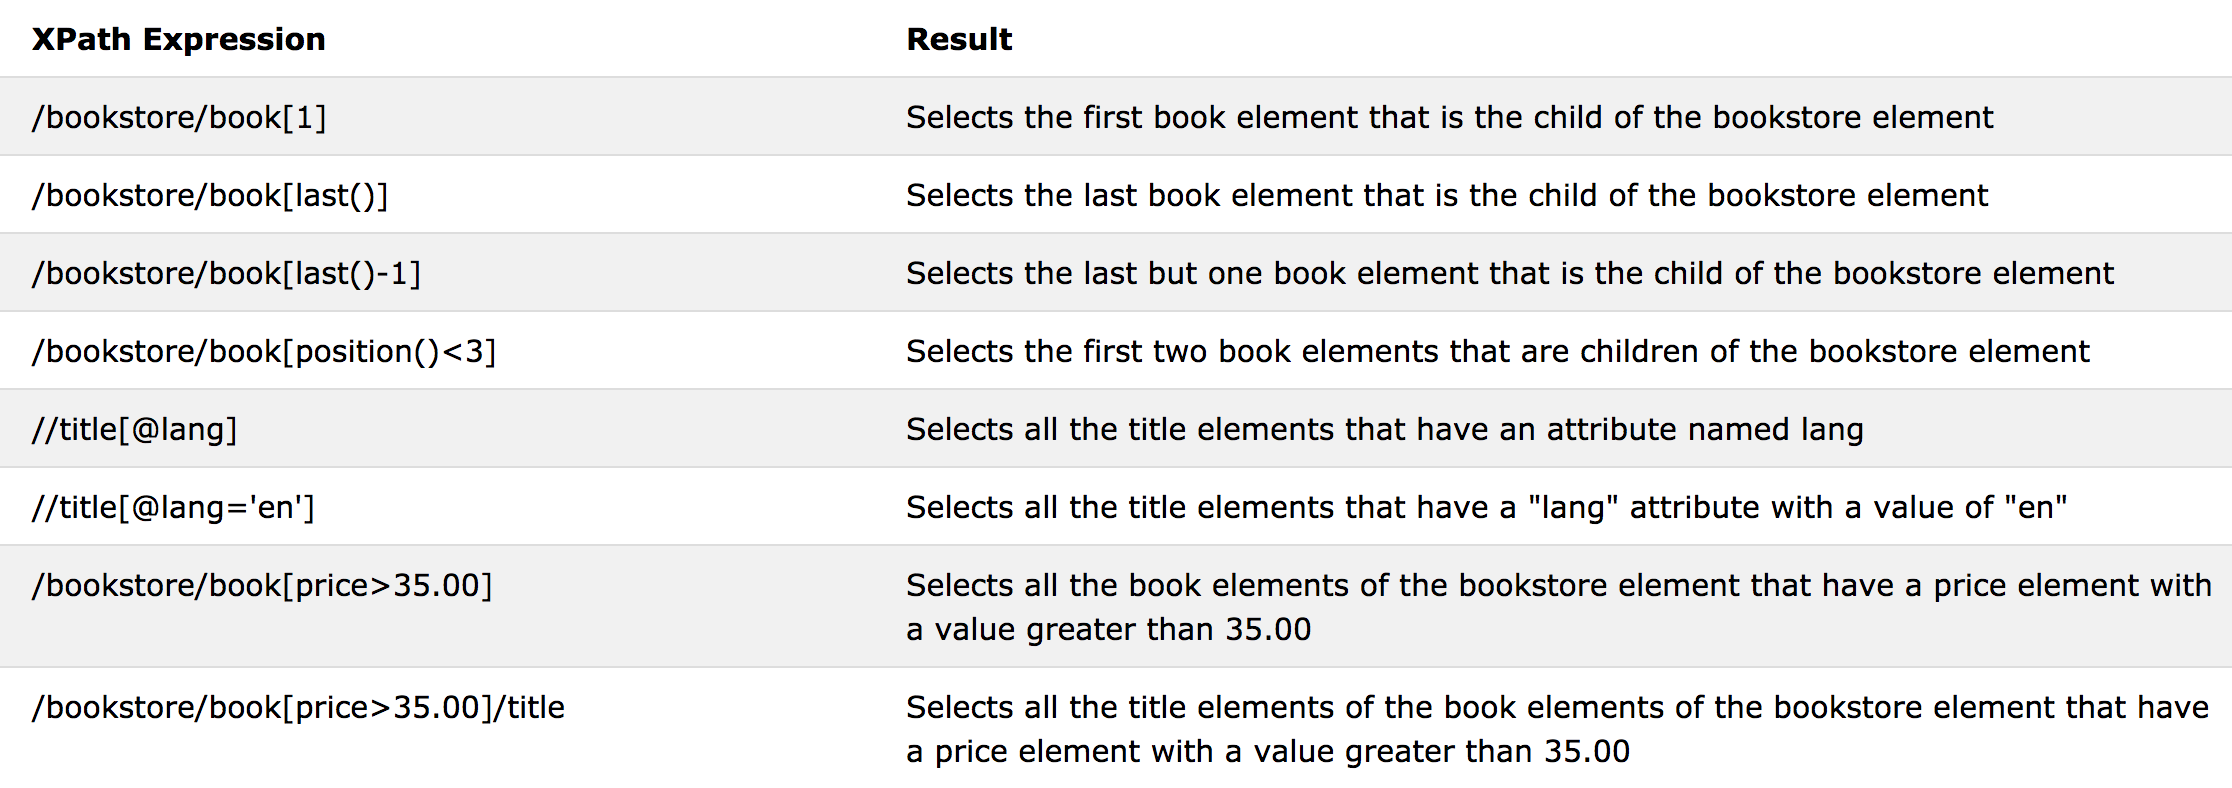 XPath Expression Result
/bookstore/book[1] Selects the first book element that is the child of the bookstore element
/bookstore/book[last()] Selects the last book element that is the child of the bookstore element
/bookstore/book[last()-1] Selects the last but one book element that is the child of the bookstore element
/bookstore/book[position()<3] Selects the first two book elements that are children of the bookstore element
//title[@lang] Selects all the title elements that have an attribute named lang
//title[@lang='en'] Selects all the title elements that have a "lang" attribute with a value of "en"
/bookstore/book[price>35.00] Selects all the book elements of the bookstore element that have a price element with
a value greater than 35.00
/bookstore/book[price>35.00]/title Selects all the title elements of the book elements of the bookstore element that have
a price element with a value greater than 35.00